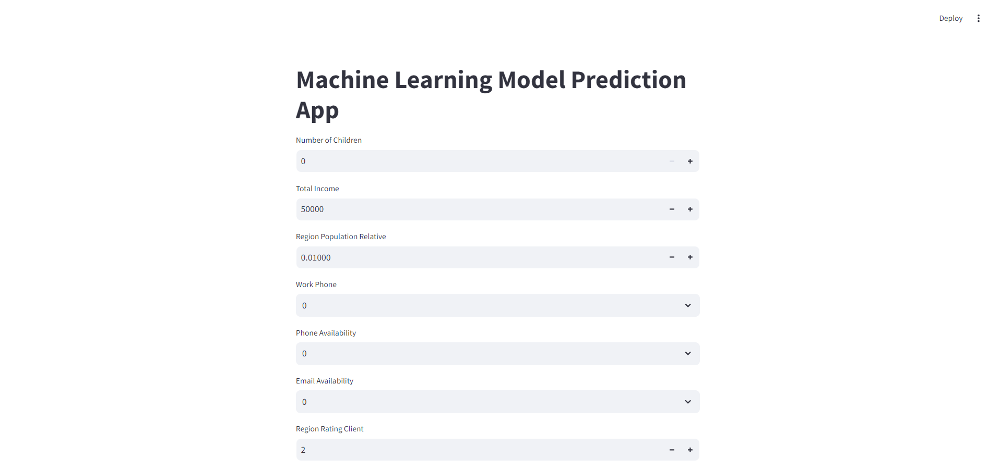 Deploy
Machine Learning Model Prediction
App
Number of Children
0
Total Income
50000
Region Population Relative
0.01000
Work Phone
0
Phone Availability
0
Email Availability
0
Region Rating Client
2